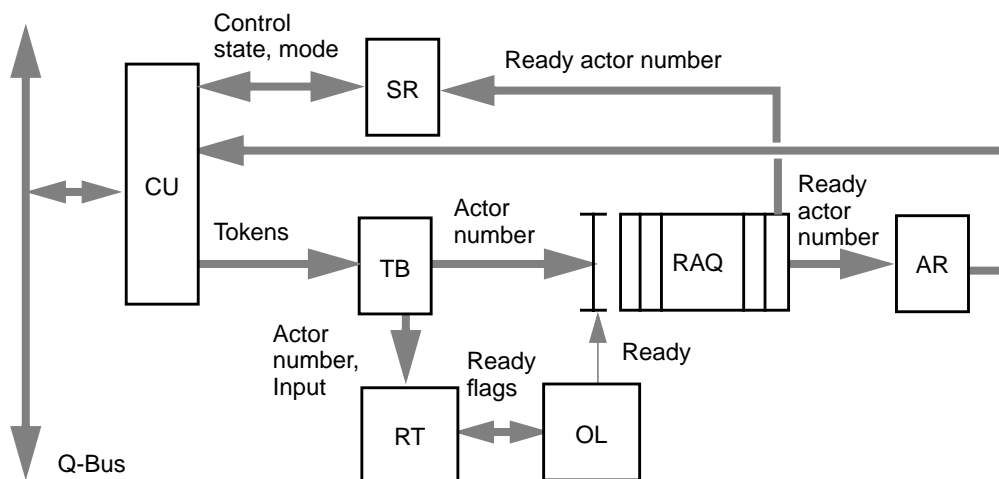 Control
state, mode
SR
Ready actor number
CU
Tokens
TB
Actor
number
RAQ
Ready
actor
number
AR
Actor
number,
Input
Ready
flags
Ready
RT
OL
Q-Bus